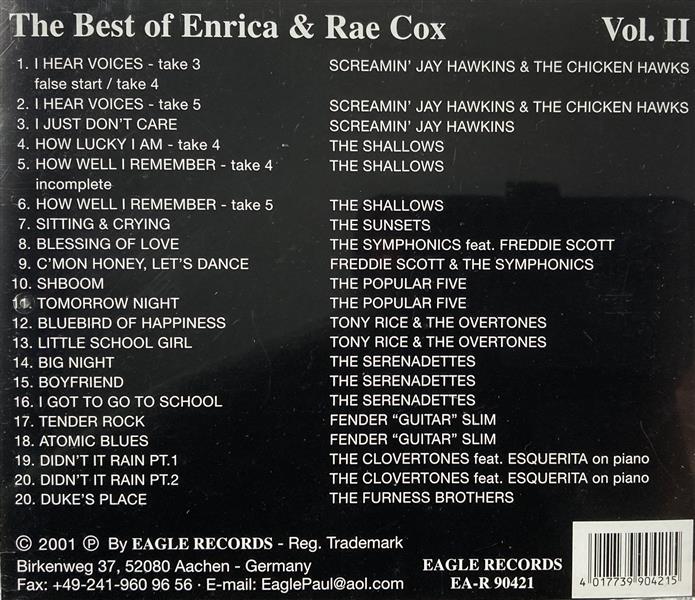 The Best of Enrica & Rae Cox Vol. II
1. I HEAR VOICES - take 3 SCREAMIN' JAY HAWKINS & THE CHICKEN HAWKS
false start / take 4
2. I HEAR VOICES - take 5 SCREAMIN' JAY HAWKINS & THE CHICKEN HAWKS
3. I JUST DON'T CARE SCREAMIN' JAY HAWKINS
4. HOW LUCKY I AM - take 4 THE SHALLOWS
5. HOW WELL I REMEMBER - take 4 THE SHALLOWS
incomplete
6. HOW WELL I REMEMBER - take 5 THE SHALLOWS
7. SITTING & CRYING THE SUNSETS
8. BLESSING OF LOVE THE SYMPHONICS feat. FREDDIE SCOTT
9. C'MON HONEY, LET'S DANCE FREDDIE SCOTT & THE SYMPHONICS
10. SHBOOM THE POPULAR FIVE
11. TOMORROW NIGHT THE POPULAR FIVE
12. BLUEBIRD OF HAPPINESS TONY RICE & THE OVERTONES
13. LITTLE SCHOOL GIRL TONY RICE & THE OVERTONES
14. BIG NIGHT THE SERENADETTES
15. BOYFRIEND THE SERENADETTES
16. I GOT TO GO TO SCHOOL THE SERENADETTES
17. TENDER ROCK FENDER "GUITAR" SLIM
18. ATOMIC BLUES FENDER "GUITAR" SLIM
19. DIDN'T IT RAIN PT.1 THE CLOVERTONES feat. ESQUERITA on piano
20. DIDN'T IT RAIN PT.2 THE CLOVERTONES feat. ESQUERITA on piano
20. DUKE'S PLACE THE FURNESS BROTHERS
© 2001 ℗ By EAGLE RECORDS - Reg. Trademark
Birkenweg 37, 52080 Aachen - Germany
Fax: +49-241-960 96 56 · E-mail: EaglePaul@aol.com
EAGLE RECORDS
EA-R 90421
4 017739 904215